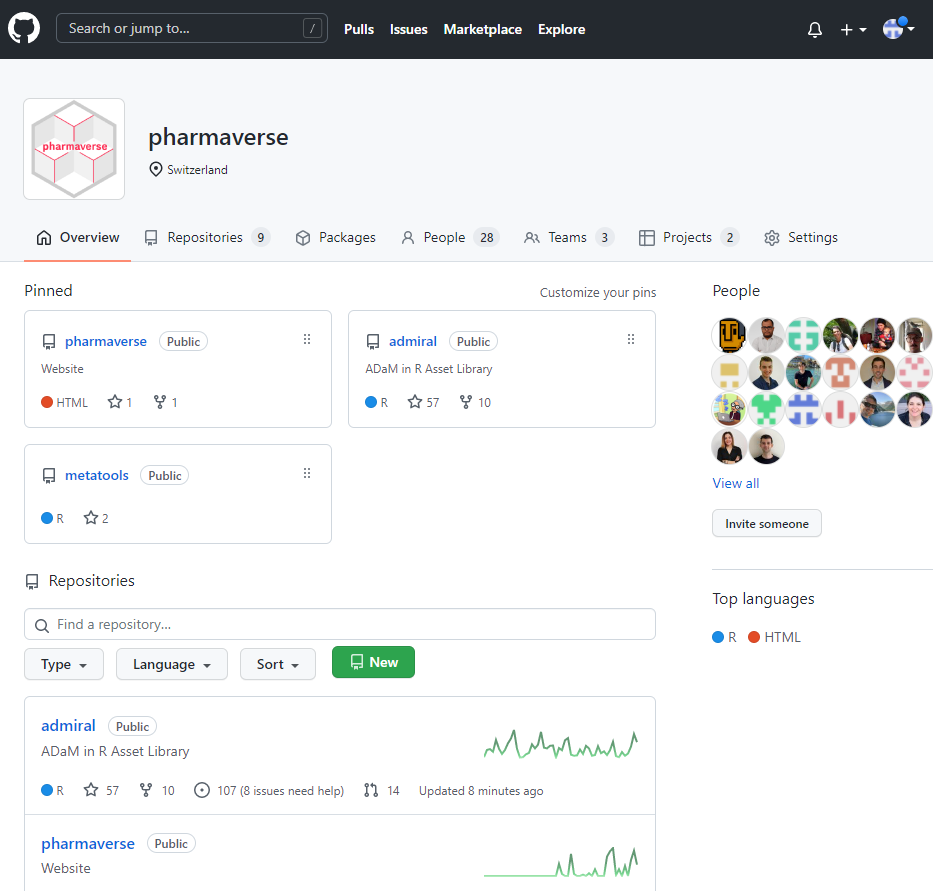 Search or jump to... /
Pulls Issues Marketplace Explore
pharmaverse
pharmaverse
Switzerland
Overview Repositories 9 Packages People 28 Teams 3 Projects 2 Settings
Pinned
Customize your pins
pharmaverse Public
Website
HTML 1 1
admiral Public
ADaM in R Asset Library
R 57 10
metatools Public
R 2
People
View all
Invite someone
Top languages
R HTML
Repositories
Find a repository...
Type Language Sort New
admiral Public
ADaM in R Asset Library
R 57 10 107 (8 issues need help) 14 Updated 8 minutes ago
pharmaverse Public
Website